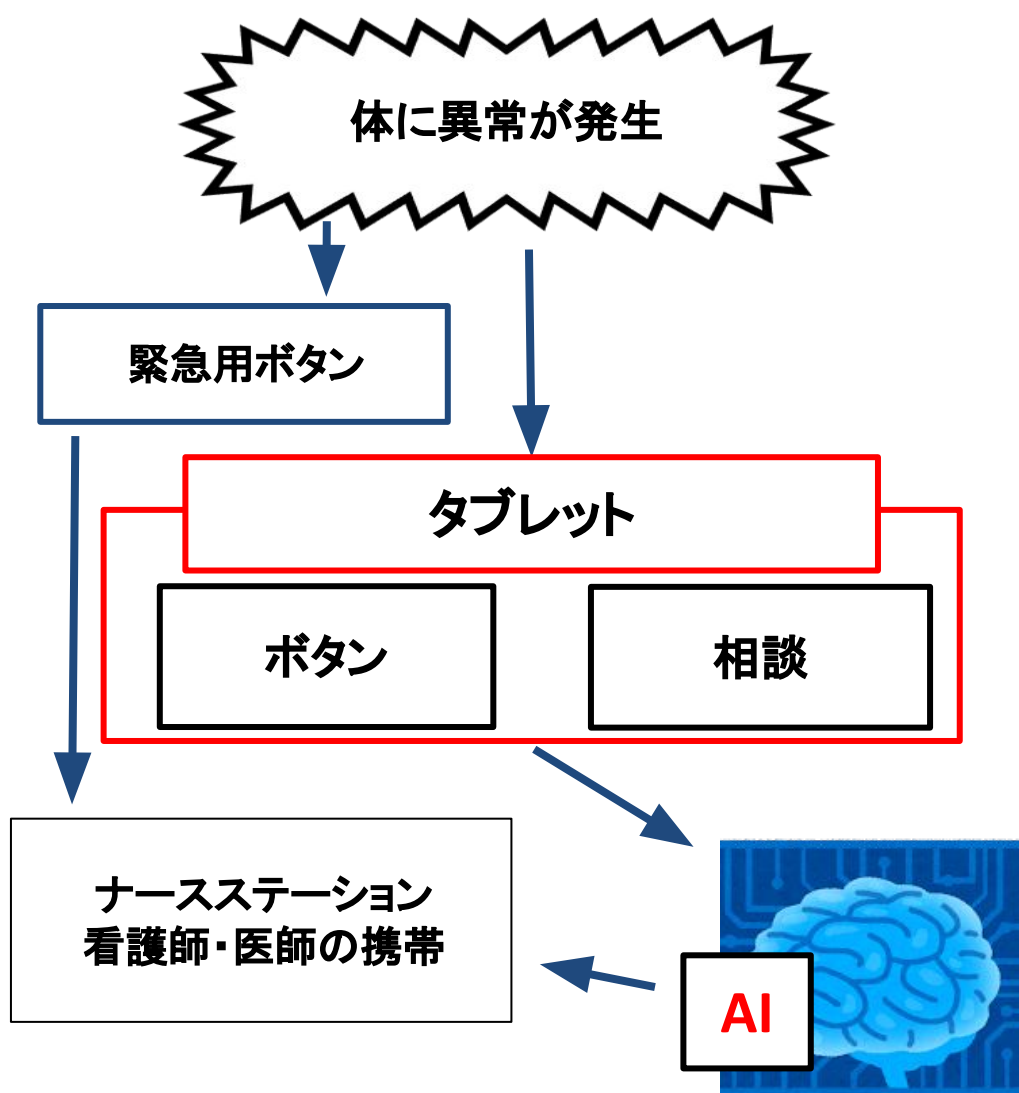 体に異常が発生
緊急用ボタン
タブレット
ボタン
相談
ナースステーション
看護師・医師の携帯
AI